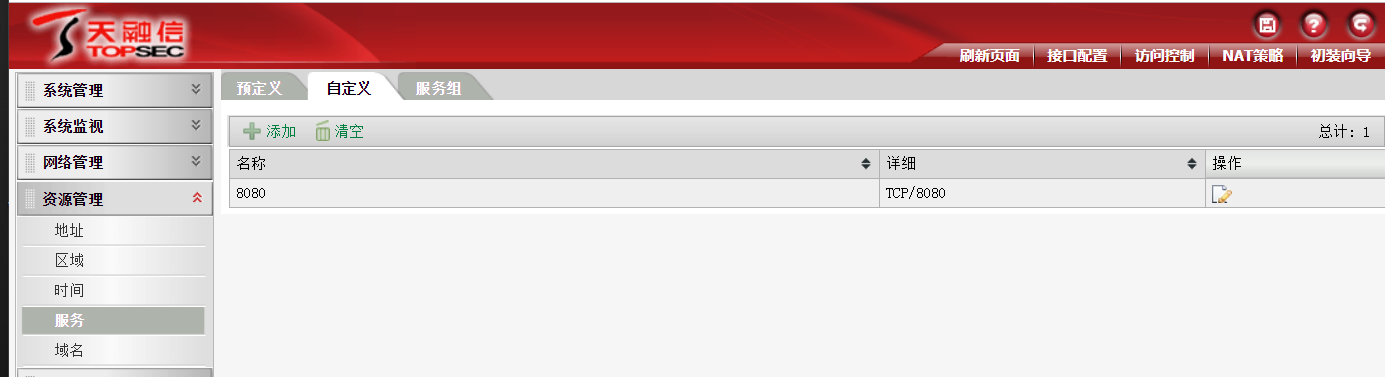 天融信
TOPSEC
刷新页面 接口配置 访问控制 NAT策略 初装向导
系统管理
系统监视
网络管理
资源管理
地址
区域
时间
服务
域名
预定义 自定义 服务组
添加 清空 总计: 1
名称 详细 操作
8080 TCP/8080